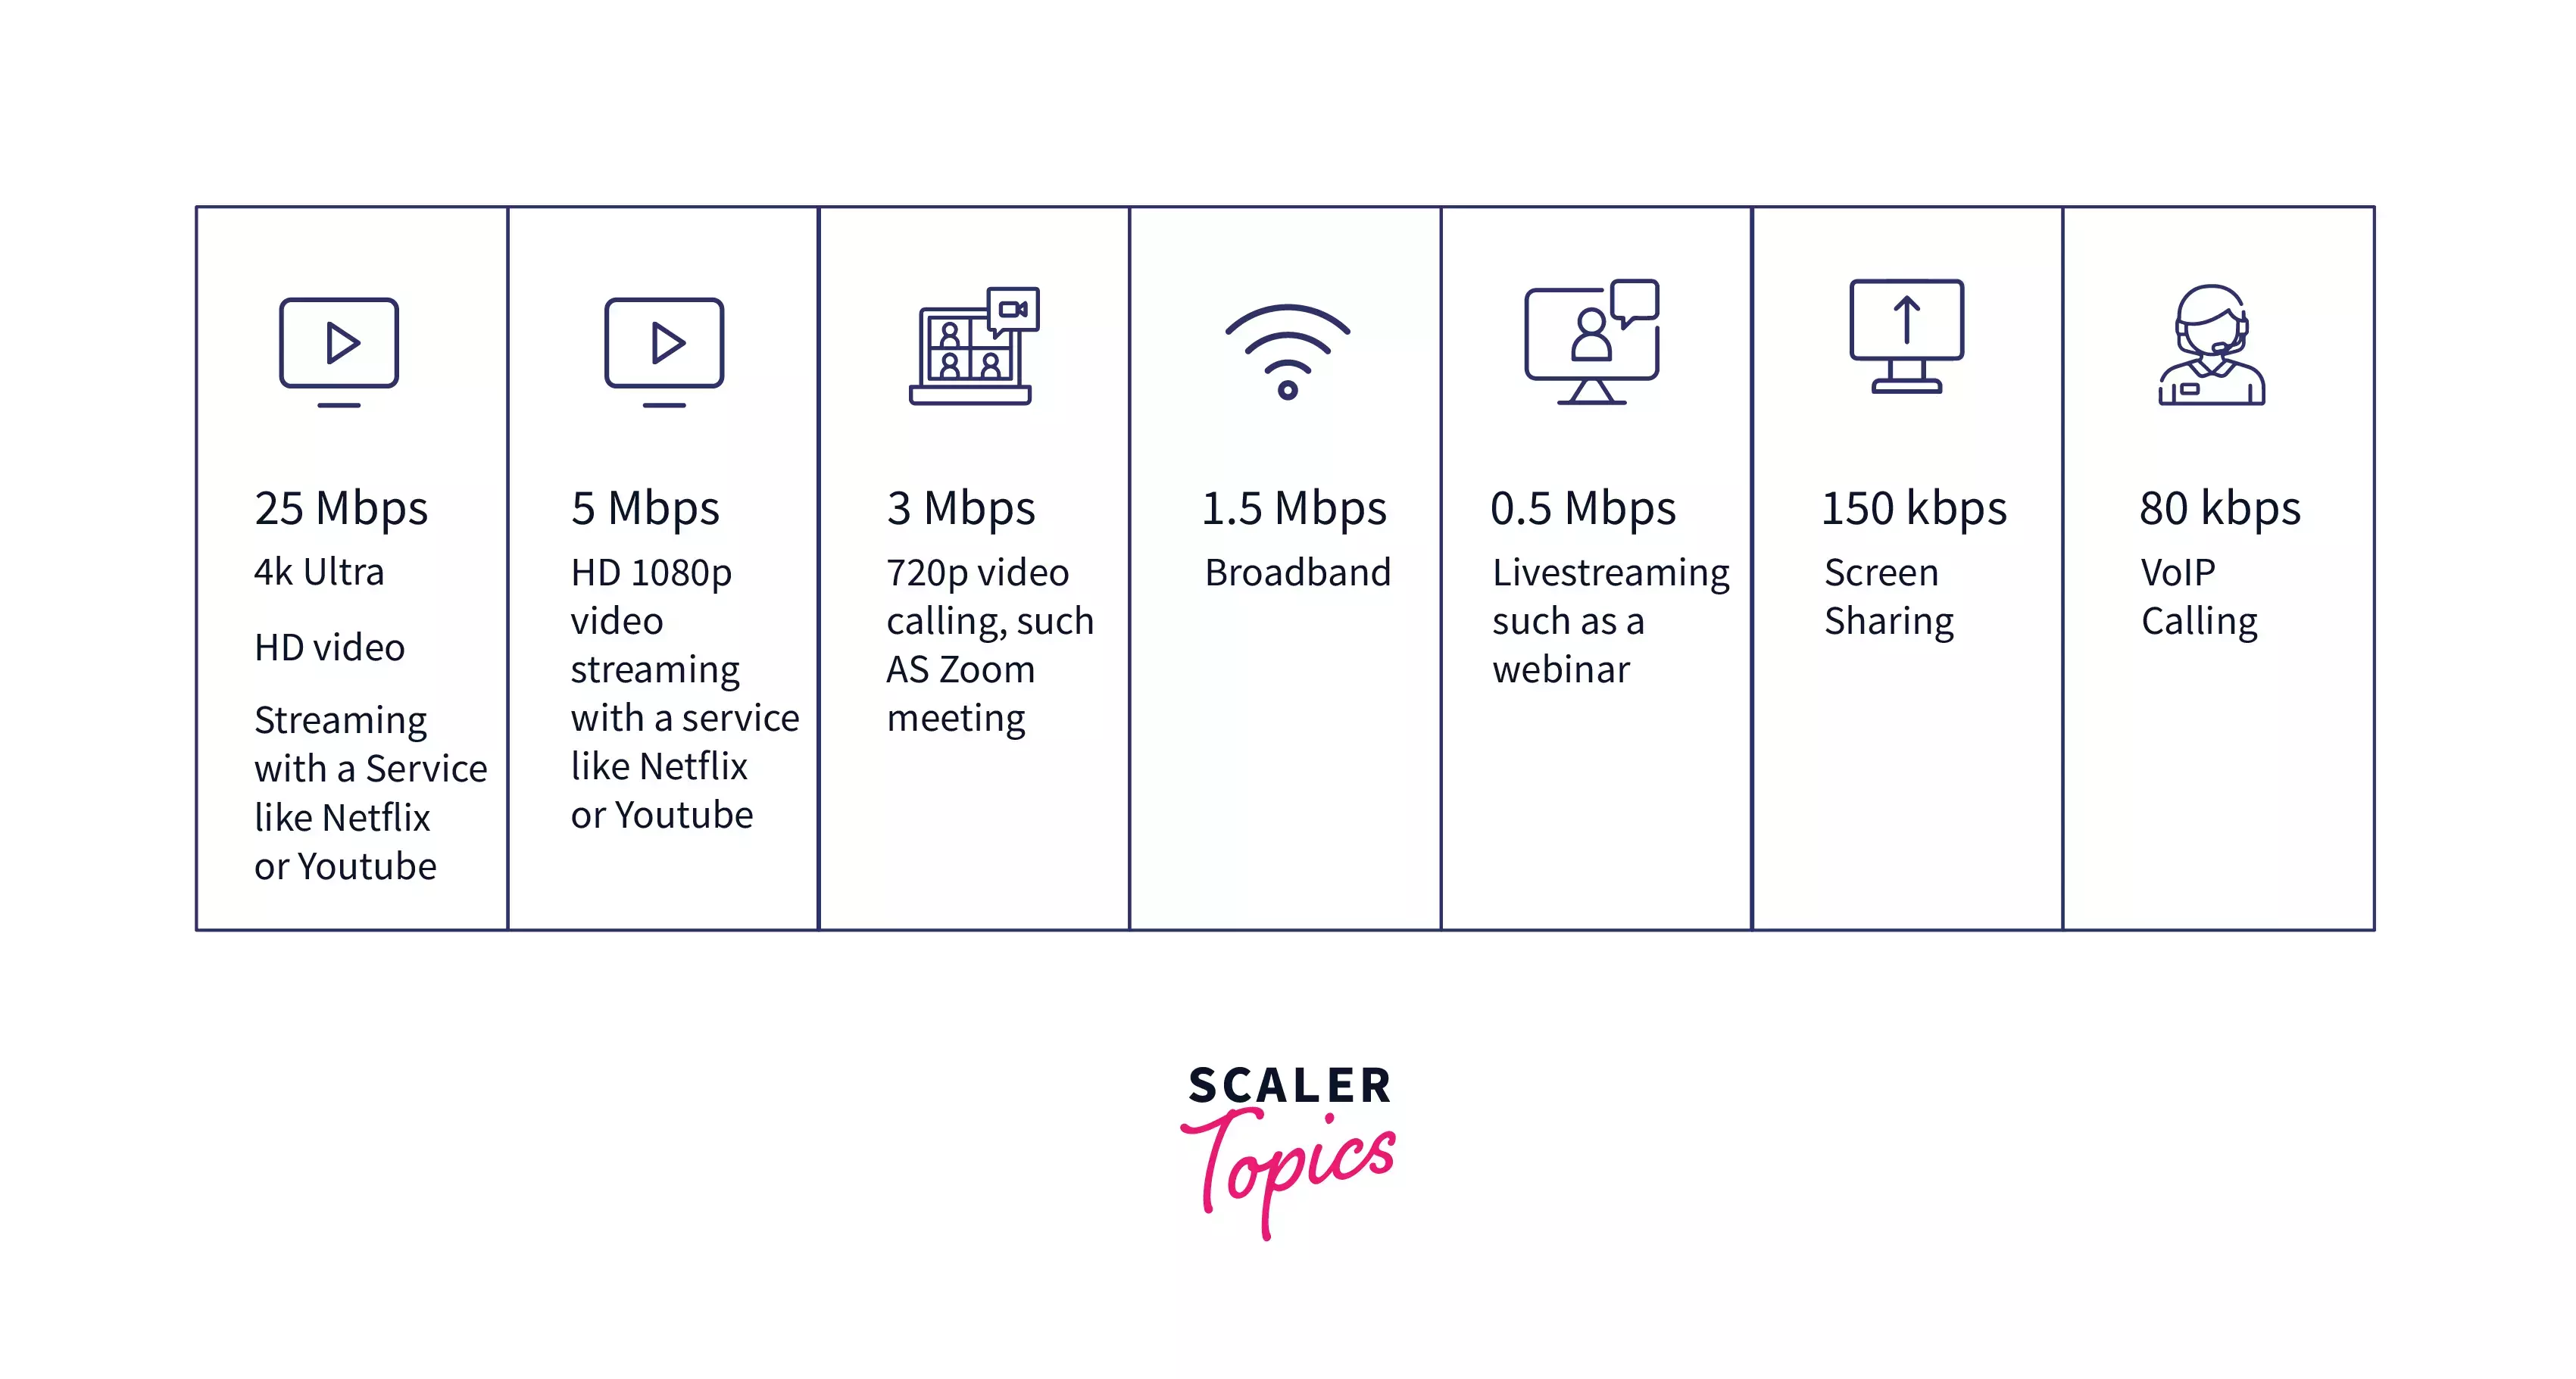 25 Mbps
4k Ultra
HD video
Streaming
with a Service
like Netflix
or Youtube
5 Mbps
HD 1080p
video
streaming
with a service
like Netflix
or Youtube
3 Mbps
720p video
calling, such
AS Zoom
meeting
1.5 Mbps
Broadband
0.5 Mbps
Livestreaming
such as a
webinar
150 kbps
Screen
Sharing
80 kbps
VoIP
Calling
SCALER
Topics